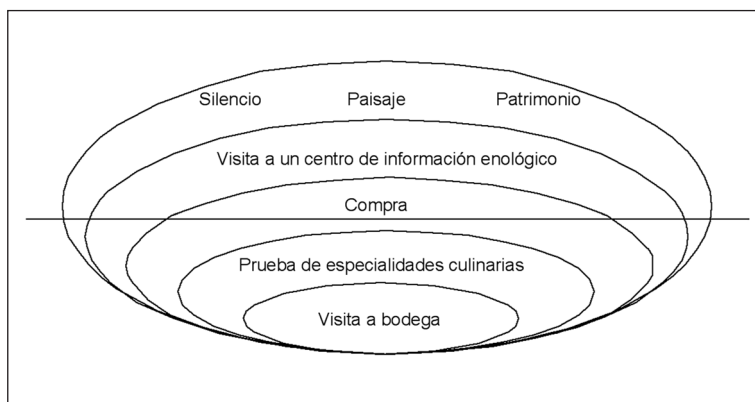 Silencio Paisaje Patrimonio
Visita a un centro de información enológico
Compra
Prueba de especialidades culinarias
Visita a bodega